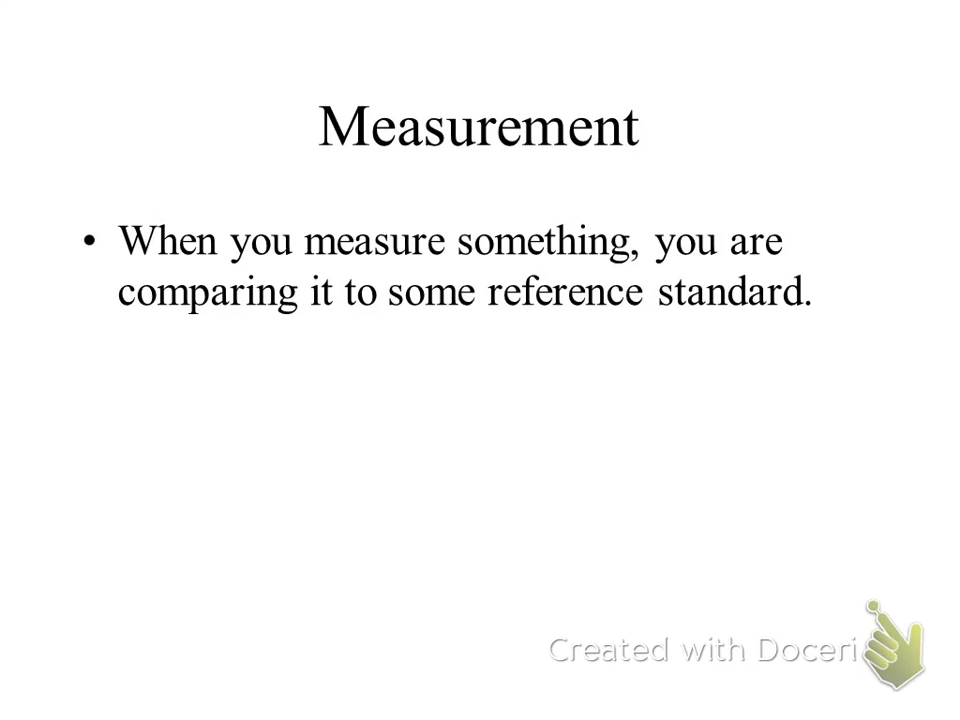 Measurement
• When you measure something, you are
comparing it to some reference standard.
Created with Doceri